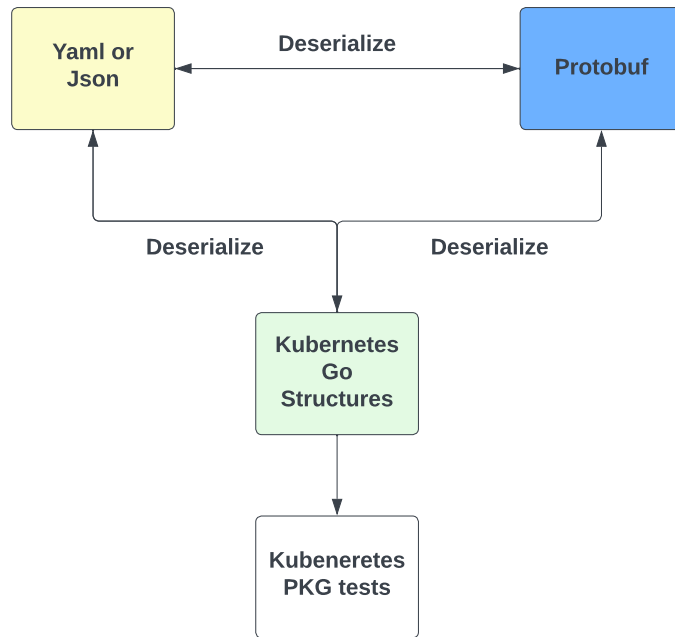 Deserialize
Yaml or
Json
Protobuf
Deserialize
Deserialize
Kubernetes
Go
Structures
Kubeneretes
PKG tests